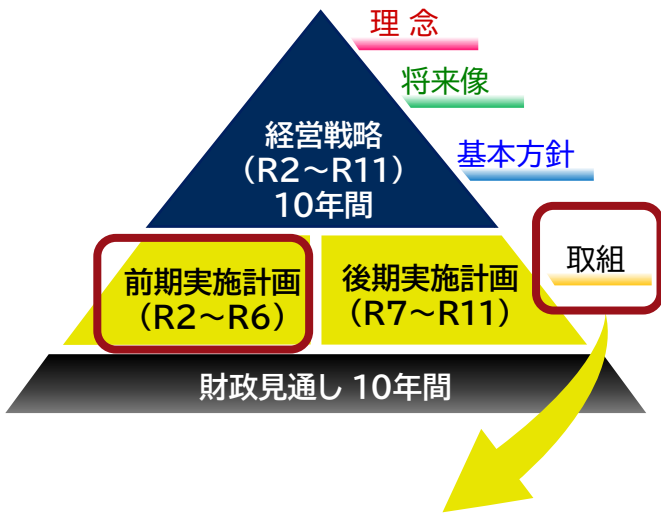 理 念
将来像
経営戦略
（R2～R11）
10年間
基本方針
取組
前期実施計画
（R2～R6）
後期実施計画
（R7～R11）
財政見通し 10年間